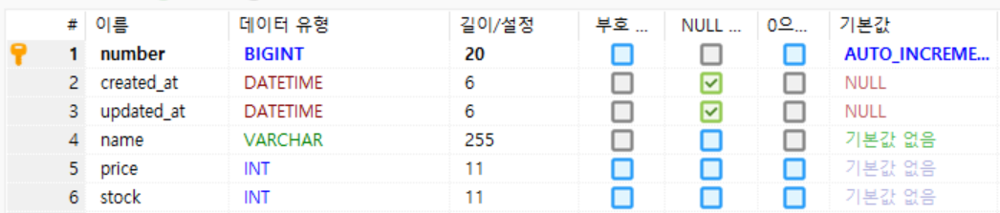 # 이름 데이터 유형 길이/설정 부호 ... NULL ... 0으... 기본값
1 number BIGINT 20 AUTO_INCREME...
2 created_at DATETIME 6 NULL
3 updated_at DATETIME 6 NULL
4 name VARCHAR 255 기본값 없음
5 price INT 11 기본값 없음
6 stock INT 11 기본값 없음